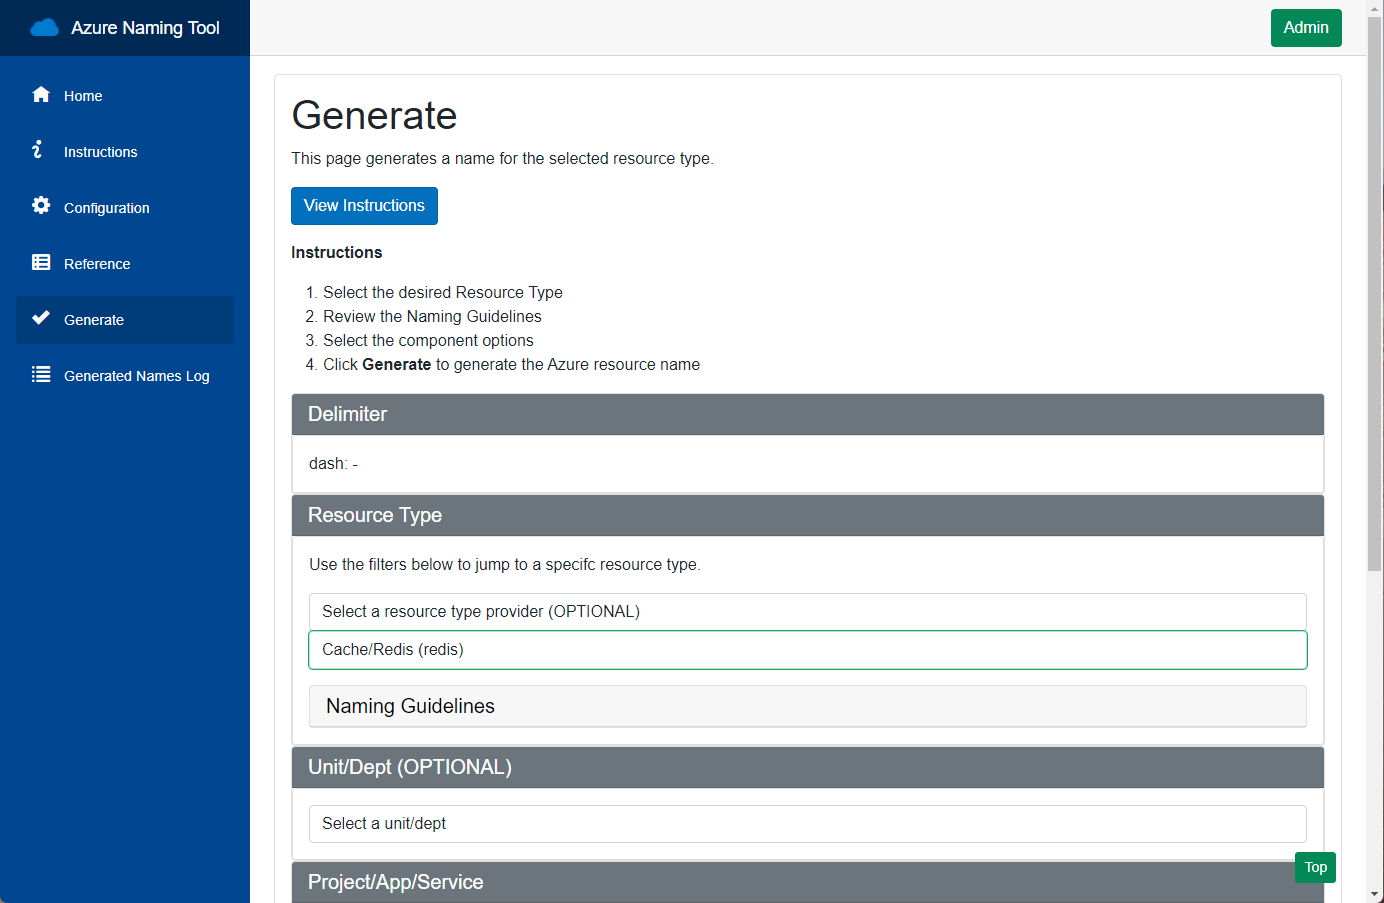 Azure Naming Tool
Admin
Home
Instructions
Configuration
Reference
Generate
Generated Names Log
Generate
This page generates a name for the selected resource type.
View Instructions
Instructions
1. Select the desired Resource Type
2. Review the Naming Guidelines
3. Select the component options
4. Click Generate to generate the Azure resource name
Delimiter
dash: -
Resource Type
Use the filters below to jump to a specifc resource type.
Select a resource type provider (OPTIONAL)
Cache/Redis (redis)
Naming Guidelines
Unit/Dept (OPTIONAL)
Select a unit/dept
Top
Project/App/Service